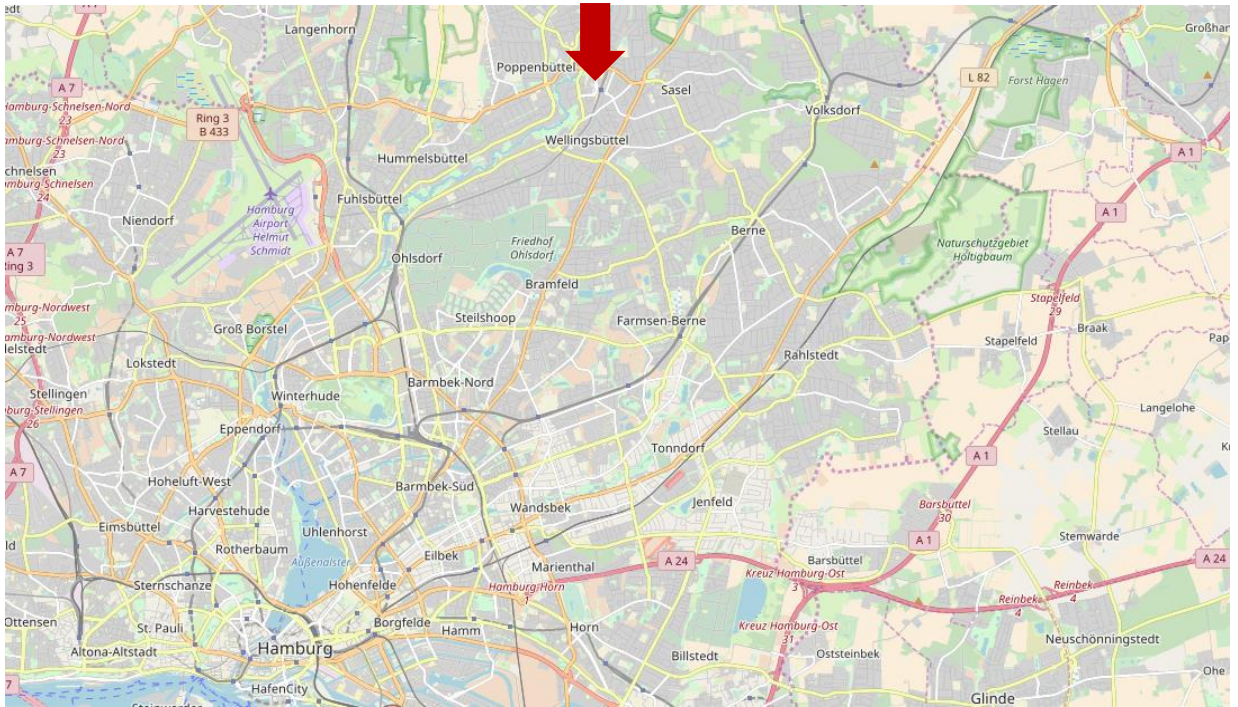 Langenhorn
Großhan
A 7
L 82
Forst Hagen
Poppenbüttel
Sasel
Hamburg-Schnelsen-Nord
23
Ring 3
B 433
Volksdorf
amburg-Schnelsen-Nord
23
Wellingsbüttel
A 1
Hummelsbüttel
chnelsen
amburg-Schnelsen
24
Fuhlsbüttel
Niendorf
Hamburg
Airport
Helmut
Schmidt
A 1
Berne
Friedhof
Ohlsdorf
Naturschutzgebiet
Höltigbaum
A 7
Ring 3
Ohlsdorf
Bramfeld
Stapelfeld
29
mburg-Nordwest
25
Steilshoop
Farmsen-Berne
Groß Borstel
Braak
amburg-Nordwest
delstedt
Stapelfeld
Pap
Lokstedt
Rahlstedt
Barmbek-Nord
Stellingen
Winterhude
Langelohe
burg-Stellingen
26
Eppendorf
Stellau
Tonndorf
A 1
A 7
Hoheluft-West
Barmbek-Süd
Harvestehude
Wandsbek
Jenfeld
Barsbüttel
30
Eimsbüttel
Uhlenhorst
Stemwarde
A 1
Rotherbaum
Eilbek
Außenalster
Marienthal
A 24
Barsbüttel
A 24
Kreuz Hamburg-Ost
3
Sternschanze
Hohenfelde
Hamburg-Horn
1
Reinbek
4
Reinbek
4
Ottensen
St. Pauli
Borgfelde
Hamm
Horn
Kreuz Hamburg-Ost
31
Neuschönningstedt
Altona-Altstadt
Hamburg
Billstedt
Oststeinbek
Ohe
7
HafenCity
Glinde
Steinwerder